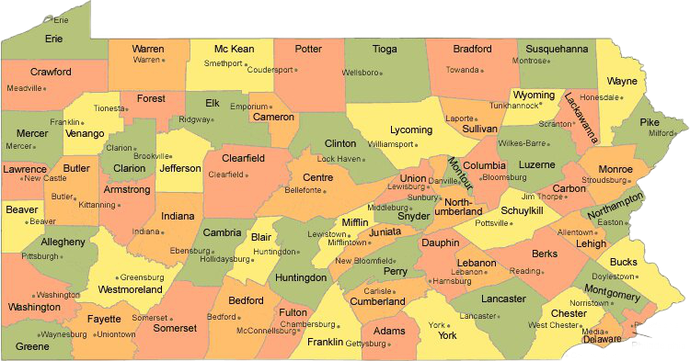 Erie
Erie
Crawford
Meadville
Warren
Warren
Mc Kean
Smethport
Potter
Coudersport
Tioga
Wellsboro
Bradford
Towanda
Susquehanna
Montrose
Wayne
Honesdale
Wyoming
Tunkhannock
Lackawanna
Scranton
Pike
Milford
Forest
Tionesta
Elk
Ridgway
Emporium
Cameron
Franklin
Venango
Mercer
Mercer
Clarion
Clarion
Brookville
Jefferson
Clearfield
Clearfield
Clinton
Lock Haven
Lycoming
Williamsport
Laporte
Sullivan
Wilkes-Barre
Luzerne
Columbia
Bloomsburg
Montour
Danville
Monroe
Stroudsburg
Carbon
Jim Thorpe
Lawrence
New Castle
Butler
Butler
Armstrong
Kittanning
Indiana
Indiana
Centre
Bellefonte
Union
Lewisburg
Sunbury
North-
umberland
Middleburg
Snyder
Schuylkill
Pottsville
Northampton
Easton
Allentown
Lehigh
Beaver
Beaver
Allegheny
Pittsburgh
Greensburg
Westmoreland
Cambria
Ebensburg
Hollidaysburg
Blair
Huntingdon
Huntingdon
Mifflin
Lewstown
Mifflintown
Juniata
New Bloomfield
Perry
Dauphin
Harrisburg
Lebanon
Lebanon
Berks
Reading
Bucks
Doylestown
Montgomery
Norristown
Washington
Washington
Waynesburg
Greene
Fayette
Uniontown
Somerset
Somerset
Bedford
Bedford
Fulton
McConnellsburg
Chambersburg
Franklin
Carlisle
Cumberland
Gettysburg
Adams
York
York
Lancaster
Lancaster
Chester
West Chester
Media
Delaware